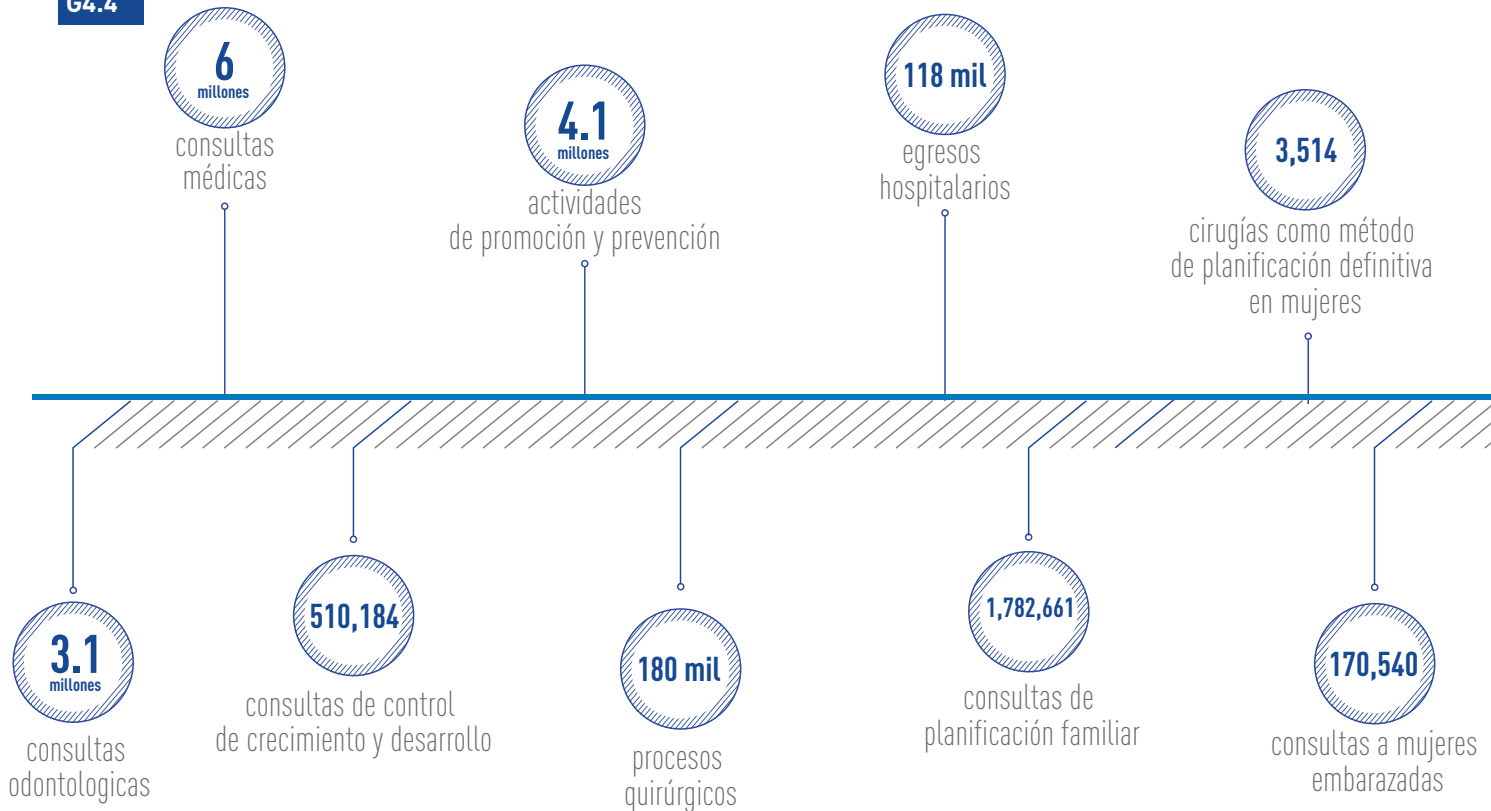 G4.4
6
millones
consultas
médicas
4.1
millones
actividades
de promoción y prevención
118 mil
egresos
hospitalarios
3,514
cirugías como método
de planificación definitiva
en mujeres
3.1
millones
consultas
odontologicas
510,184
consultas de control
de crecimiento y desarrollo
180 mil
procesos
quirúrgicos
1,782,661
consultas de
planificación familiar
170,540
consultas a mujeres
embarazadas